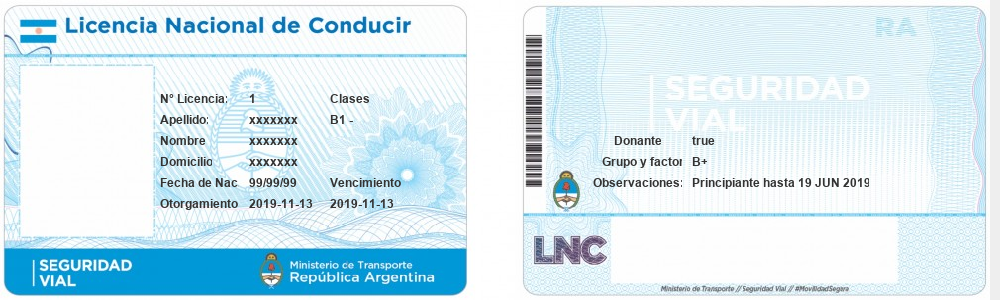 Licencia Nacional de Conducir
N° Licencia: 1 Clases
Apellido: xxxxxxx B1 -
Nombre xxxxxxx
Domicilio xxxxxxx
Fecha de Nac 99/99/99 Vencimiento
Otorgamiento 2019-11-13 2019-11-13
SEGURIDAD
VIAL
Ministerio de Transporte
República Argentina
RA
SEGURIDAD
VIAL
Donante true
Grupo y factor B+
Observaciones: Principiante hasta 19 JUN 2019
LNC
Ministerio de Transporte // Seguridad Vial // #MovilidadSegura